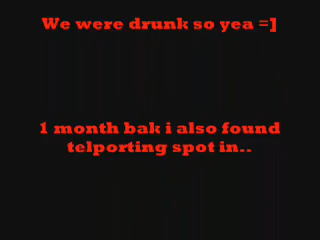 We were drunk so yea =]
1 month bak i also found
telporting spot in..